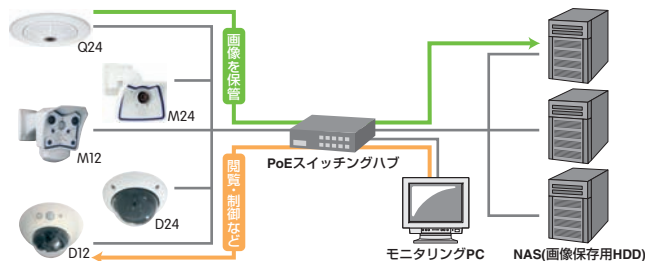 Q24
画像を保管
M24
M12
PoEスイッチングハブ
閲覧・制御など
D24
D12
モニタリングPC
NAS(画像保存用HDD)